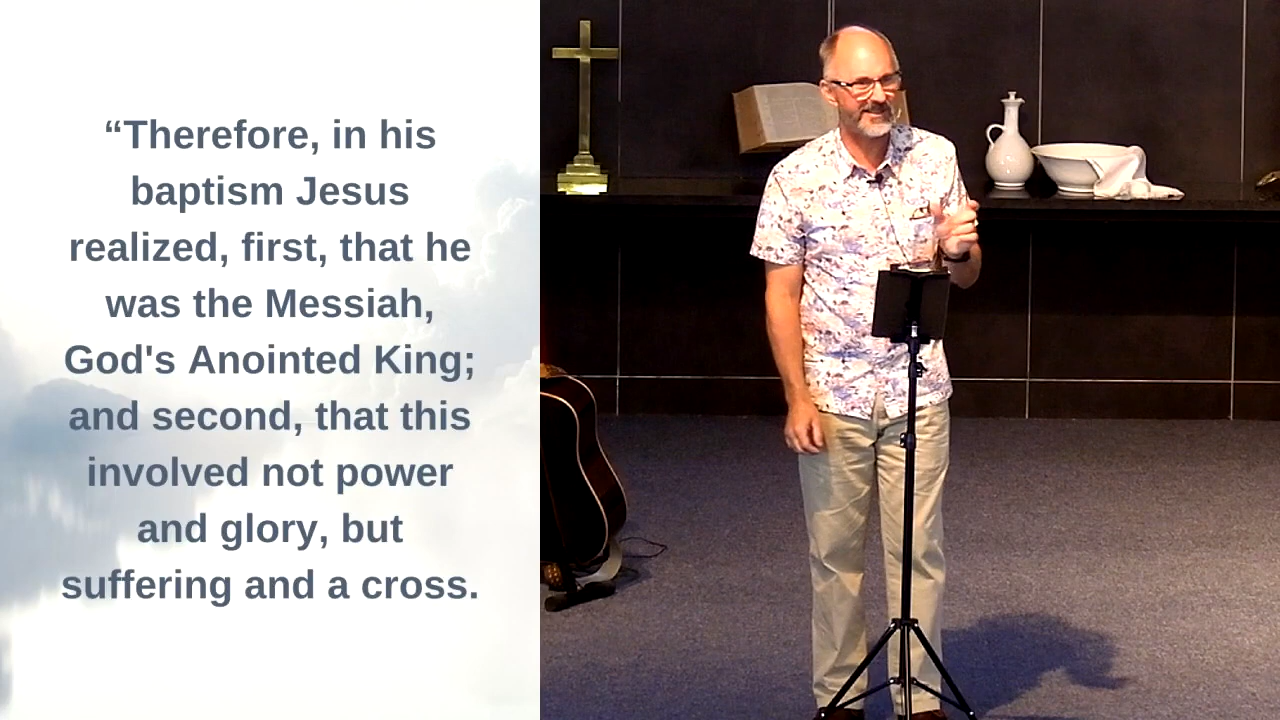 “Therefore, in his
baptism Jesus
realized, first, that he
was the Messiah,
God's Anointed King;
and second, that this
involved not power
and glory, but
suffering and a cross.